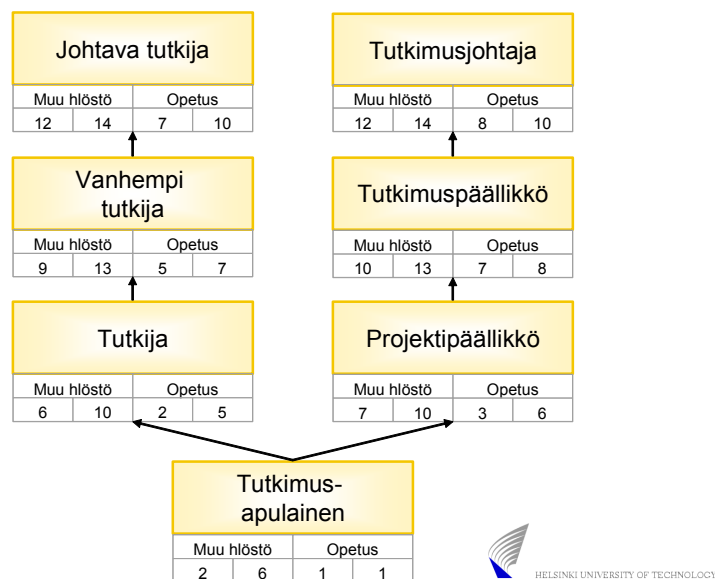 Johtava tutkija
Muu hlöstö Opetus
12 14 7 10
Tutkimusjohtaja
Muu hlöstö Opetus
12 14 8 10
Vanhempi
tutkija
Muu hlöstö Opetus
9 13 5 7
Tutkimuspäällikkö
Muu hlöstö Opetus
10 13 7 8
Tutkija
Muu hlöstö Opetus
6 10 2 5
Projektipäällikkö
Muu hlöstö Opetus
7 10 3 6
Tutkimus-
apulainen
Muu hlöstö Opetus
2 6 1 1
HELSINKI UNIVERSITY OF TECHNOLOGY